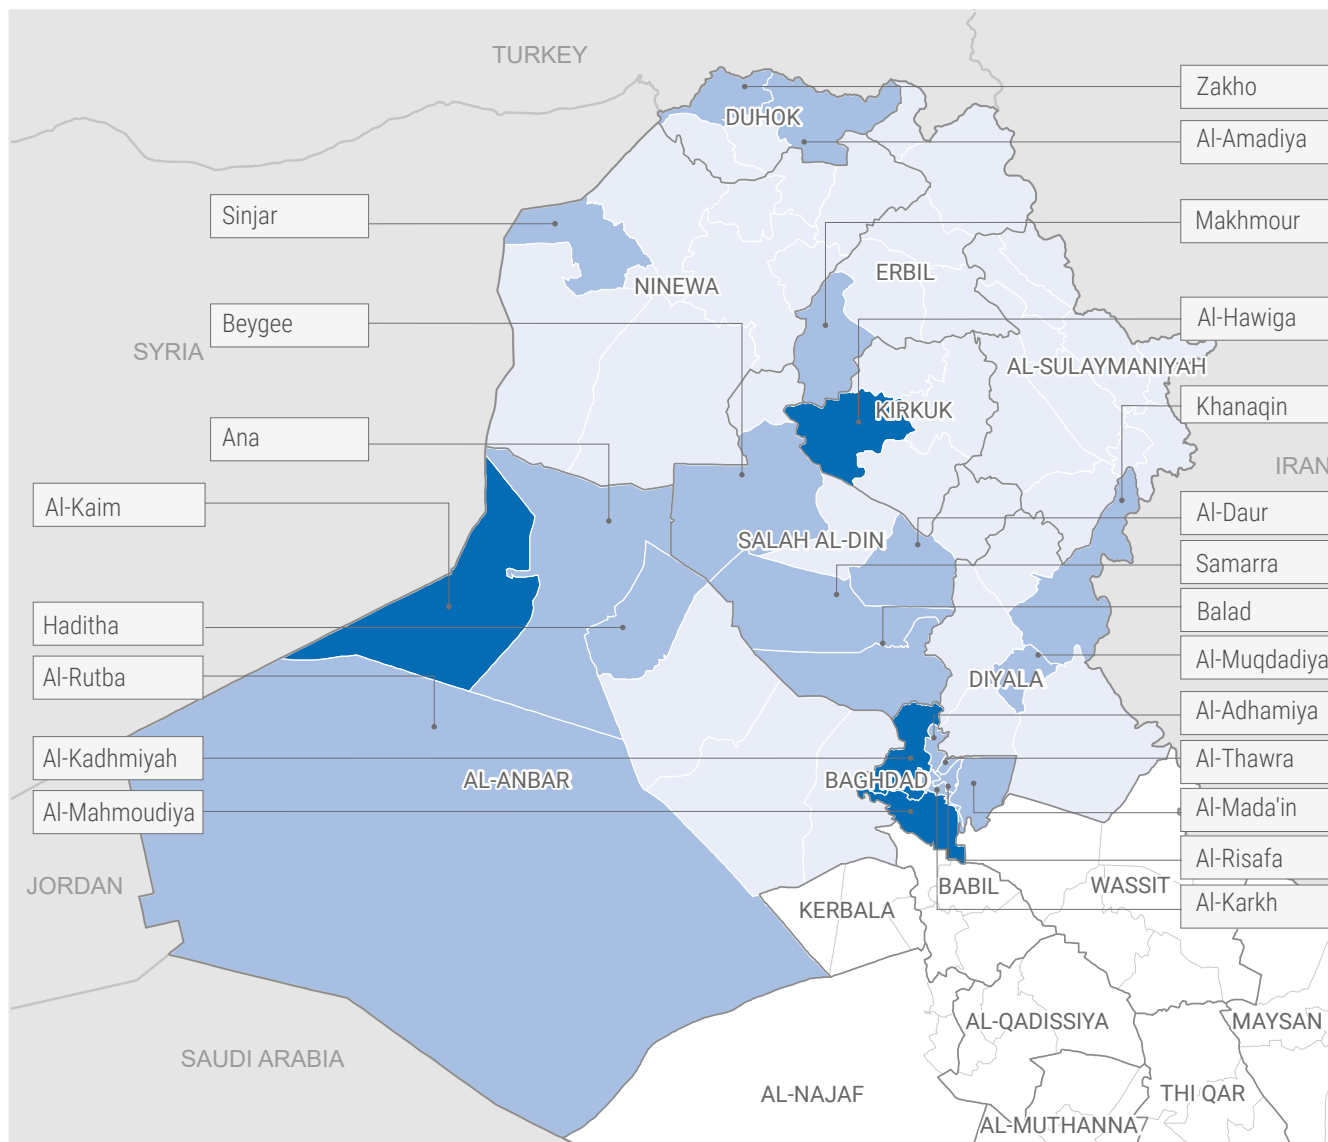 TURKEY
Zakho
DUHOK
Al-Amadiya
Sinjar
Makhmour
ERBIL
NINEWA
Beygee
Al-Hawiga
SYRIA
AL-SULAYMANIYAH
Khanaqin
KIRKUK
Ana
IRAN
Al-Kaim
Al-Daur
SALAH AL-DIN
Samarra
Haditha
Balad
Al-Muqdadiya
Al-Rutba
DIYALA
Al-Adhamiya
Al-Kadhmiyah
Al-Thawra
AL-ANBAR
BAGHDAD
Al-Mahmoudiya
Al-Mada'in
Al-Risafa
JORDAN
BABIL
WASSIT
Al-Karkh
KERBALA
AL-QADISSIYA
MAYSAN
SAUDI ARABIA
AL-NAJAF
THI QAR
AL-MUTHANNA